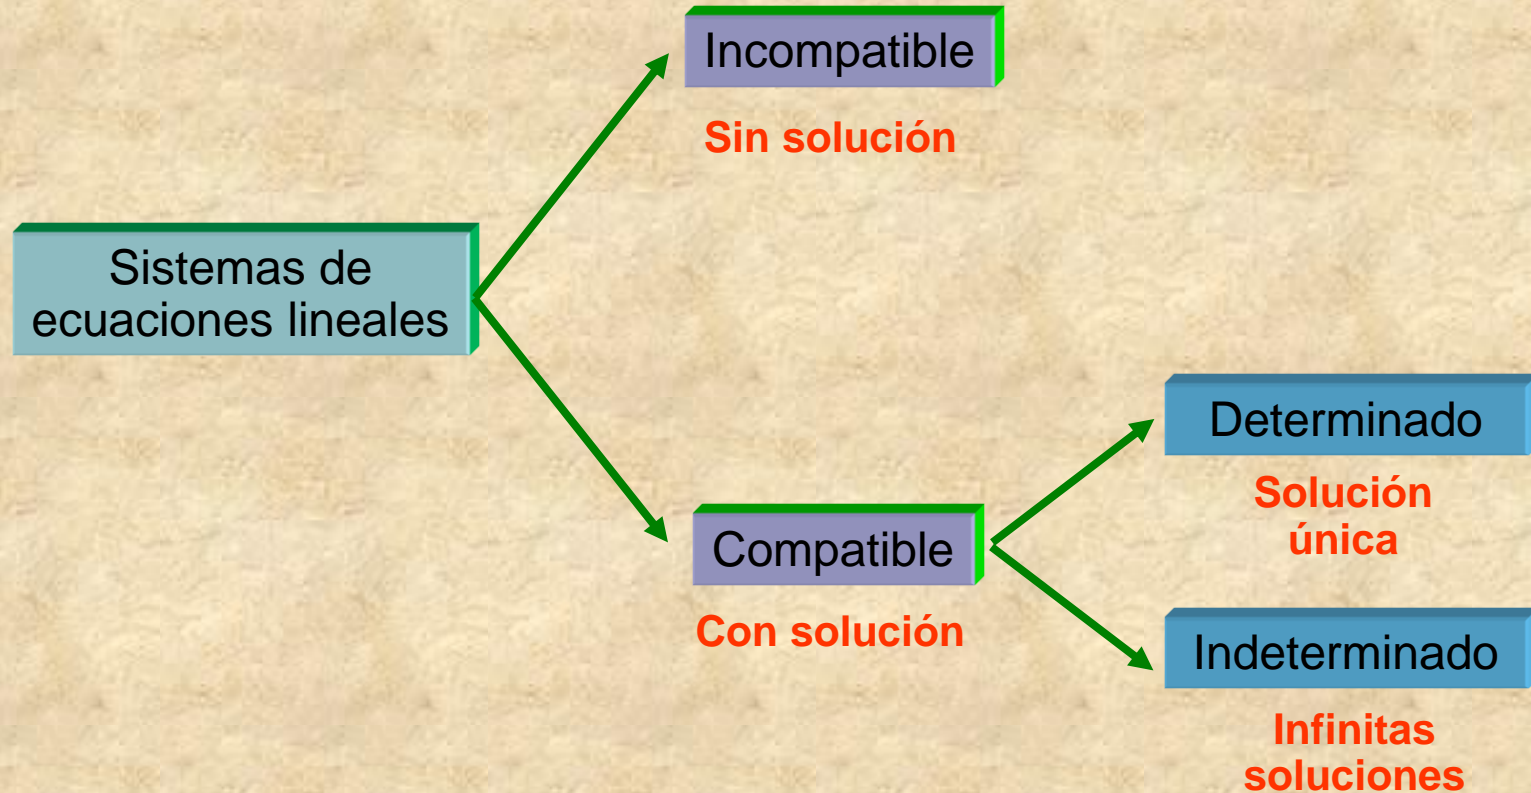 Incompatible
Sin solución
Sistemas de
ecuaciones lineales
Determinado
Solución
única
Compatible
Con solución
Indeterminado
Infinitas
soluciones